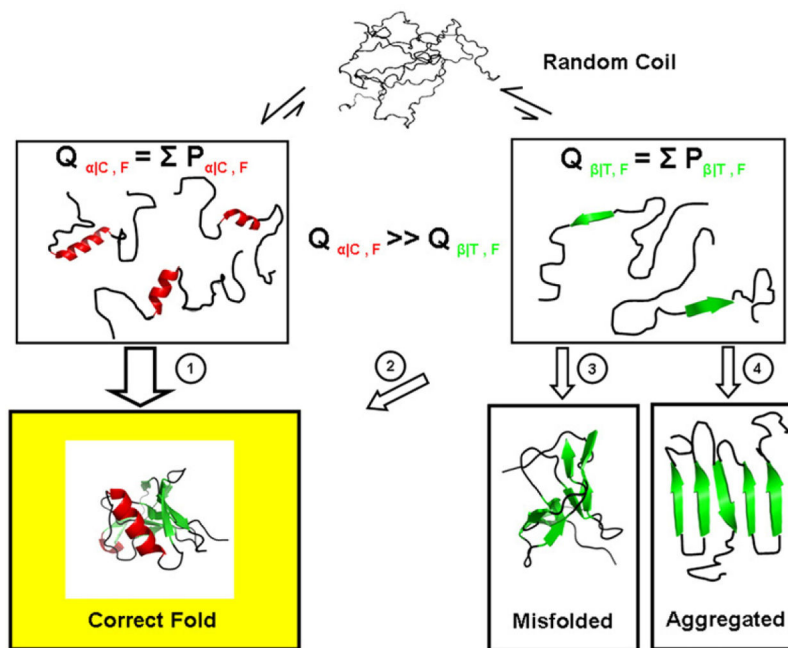 Random Coil
Q α|C , F = Σ P α|C , F
Q β|T, F = Σ P β|T, F
Q α|C , F >> Q β|T, F
1
2
3
4
Correct Fold
Misfolded
Aggregated